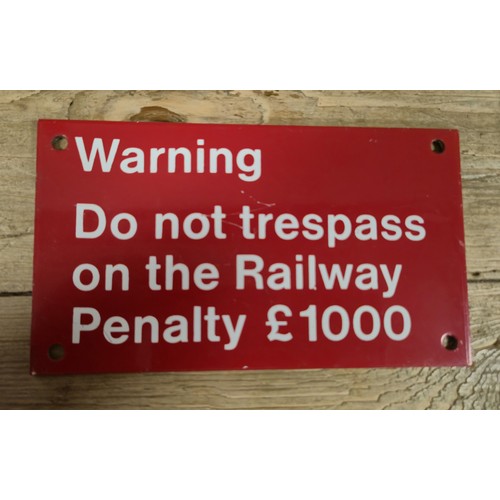 Warning
Do not trespass
on the Railway
Penalty £1000